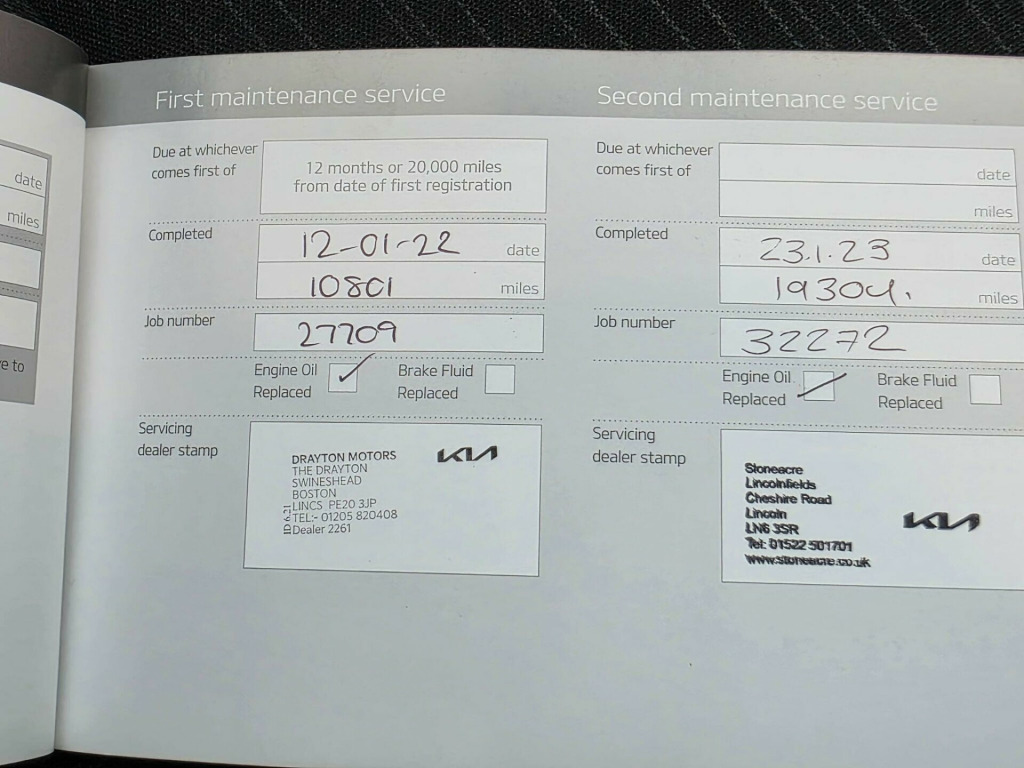 date
miles
e to
First maintenance service
Due at whichever
comes first of
12 months or 20,000 miles
from date of first registration
Completed
12-01-22 date
10801 miles
Job number
27709
Engine Oil
Replaced
Brake Fluid
Replaced
Servicing
dealer stamp
DRAYTON MOTORS
THE DRAYTON
SWINESHEAD
BOSTON
LINCS PE20 3JP
TEL:- 01205 820408
Dealer 2261
KIA
Second maintenance service
Due at whichever
comes first of
date
miles
Completed
23.1.23 date
19304. miles
Job number
32272
Engine Oil
Replaced
Brake Fluid
Replaced
Servicing
dealer stamp
Stoneacre
Lincolnfields
Cheshire Road
Lincoln
LN6 3SR
Tel: 01522 501701
www.stoneacre.co.uk
KIA